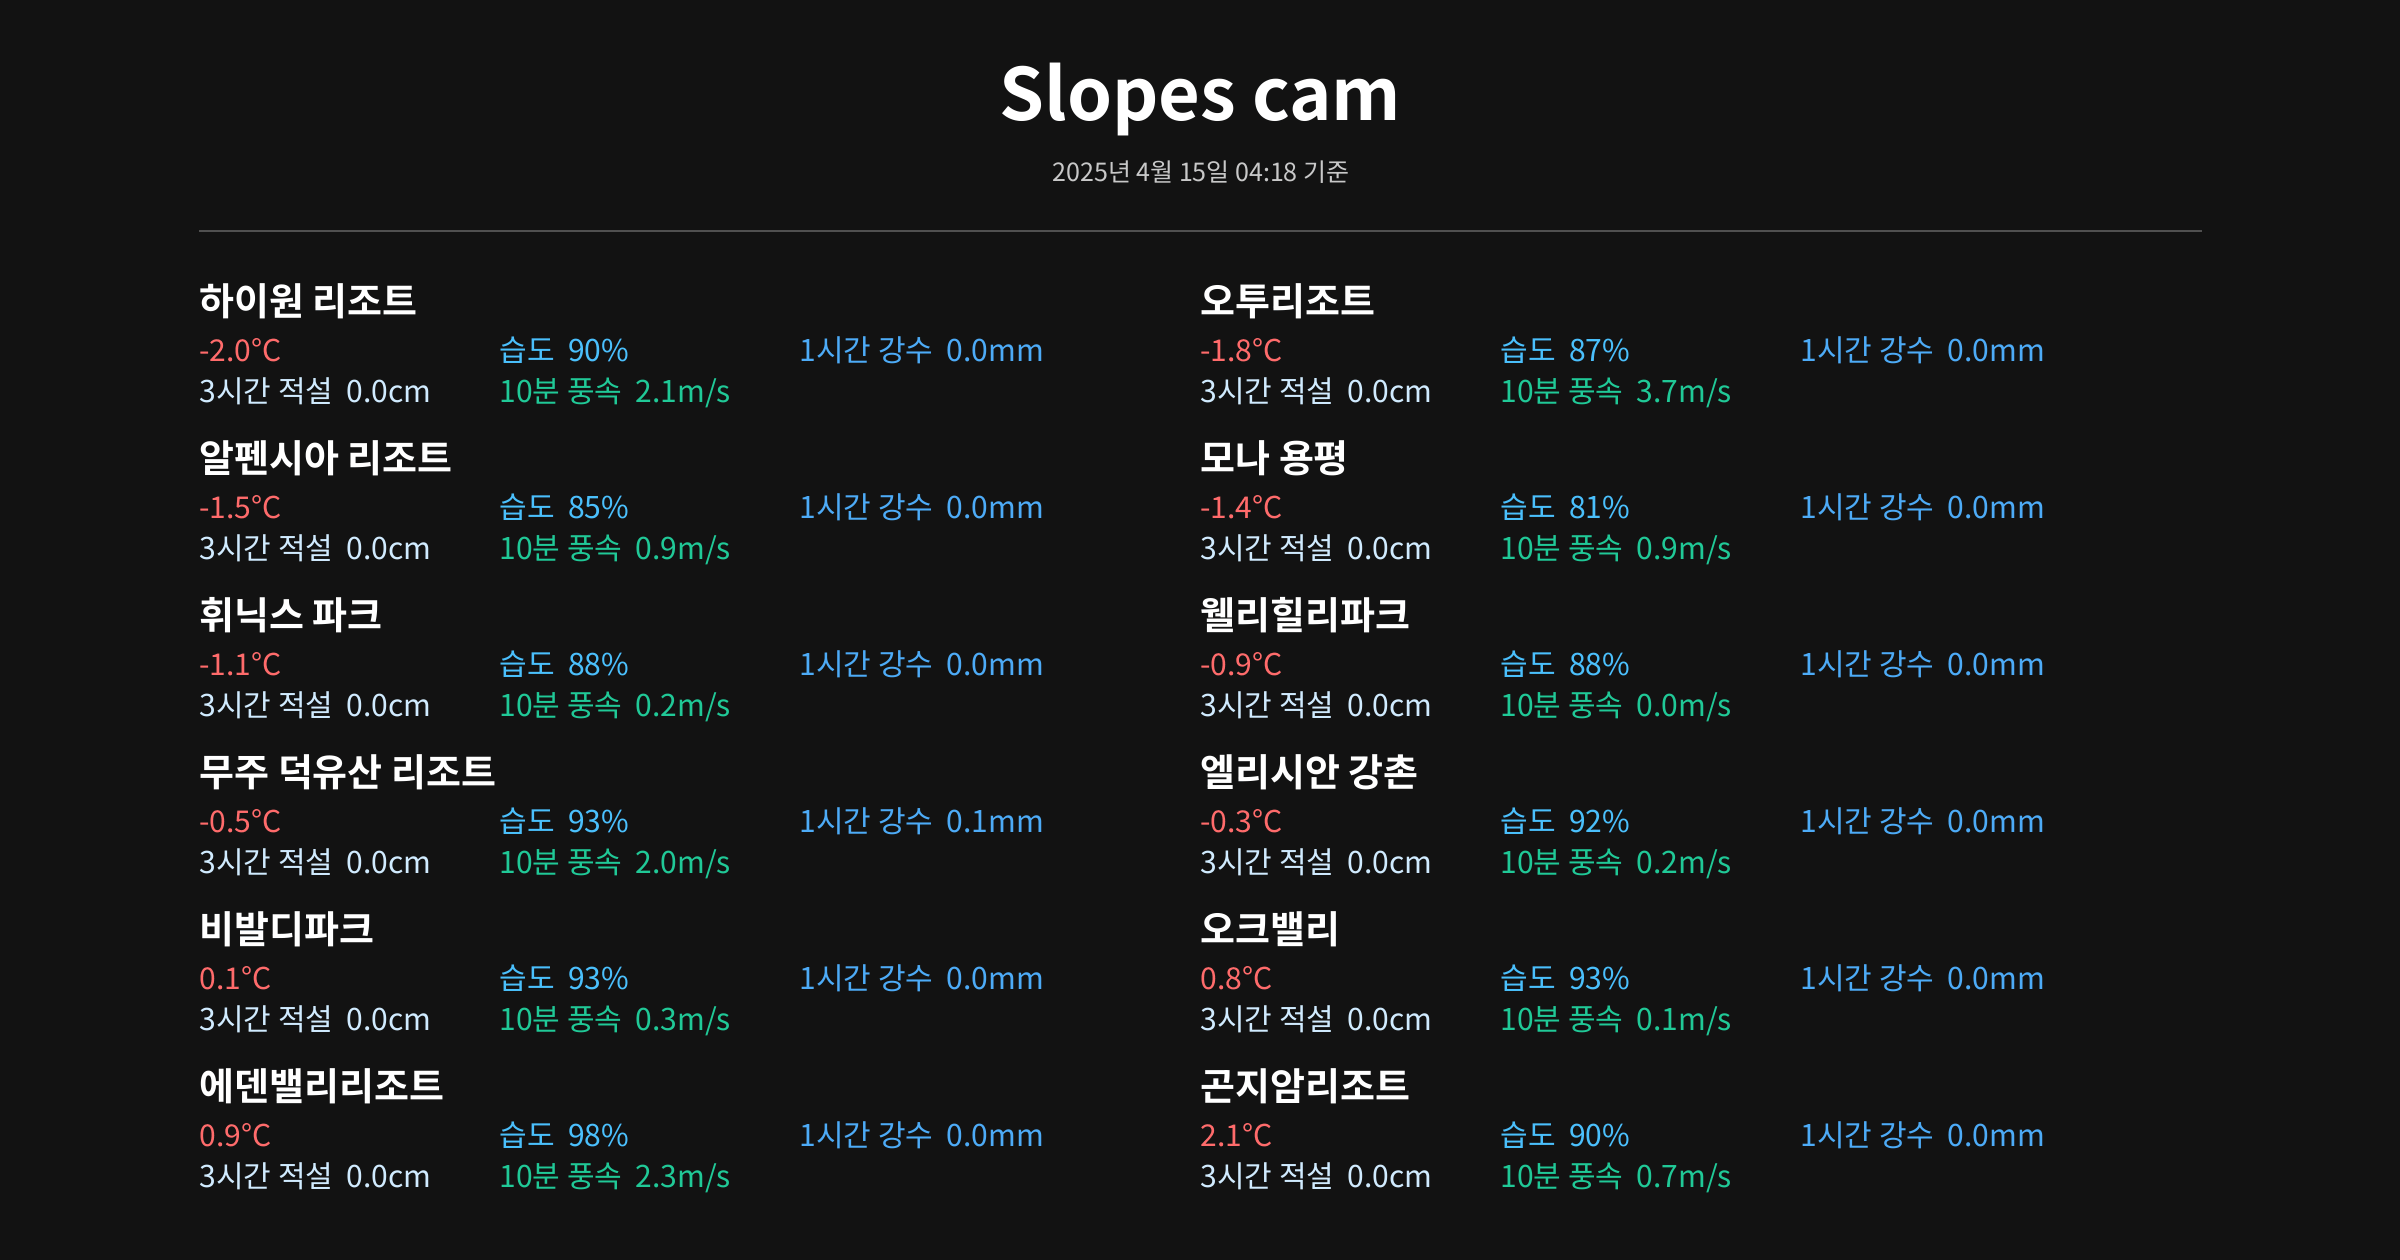 Slopes cam
2025년 4월 15일 04:18 기준
하이원 리조트
-2.0°C 습도 90% 1시간 강수 0.0mm
3시간 적설 0.0cm 10분 풍속 2.1m/s
오투리조트
-1.8°C 습도 87% 1시간 강수 0.0mm
3시간 적설 0.0cm 10분 풍속 3.7m/s
알펜시아 리조트
-1.5°C 습도 85% 1시간 강수 0.0mm
3시간 적설 0.0cm 10분 풍속 0.9m/s
모나 용평
-1.4°C 습도 81% 1시간 강수 0.0mm
3시간 적설 0.0cm 10분 풍속 0.9m/s
휘닉스 파크
-1.1°C 습도 88% 1시간 강수 0.0mm
3시간 적설 0.0cm 10분 풍속 0.2m/s
웰리힐리파크
-0.9°C 습도 88% 1시간 강수 0.0mm
3시간 적설 0.0cm 10분 풍속 0.0m/s
무주 덕유산 리조트
-0.5°C 습도 93% 1시간 강수 0.1mm
3시간 적설 0.0cm 10분 풍속 2.0m/s
엘리시안 강촌
-0.3°C 습도 92% 1시간 강수 0.0mm
3시간 적설 0.0cm 10분 풍속 0.2m/s
비발디파크
0.1°C 습도 93% 1시간 강수 0.0mm
3시간 적설 0.0cm 10분 풍속 0.3m/s
오크밸리
0.8°C 습도 93% 1시간 강수 0.0mm
3시간 적설 0.0cm 10분 풍속 0.1m/s
에덴밸리리조트
0.9°C 습도 98% 1시간 강수 0.0mm
3시간 적설 0.0cm 10분 풍속 2.3m/s
곤지암리조트
2.1°C 습도 90% 1시간 강수 0.0mm
3시간 적설 0.0cm 10분 풍속 0.7m/s